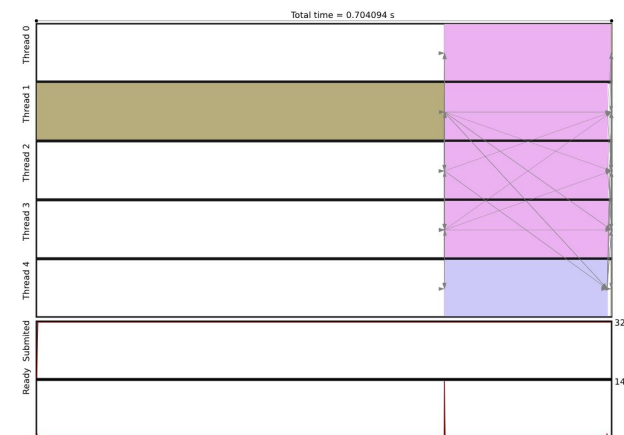 Total time = 0.704094 s
Thread 0
Thread 1
Thread 2
Thread 3
Thread 4
Submited
32
Ready
14